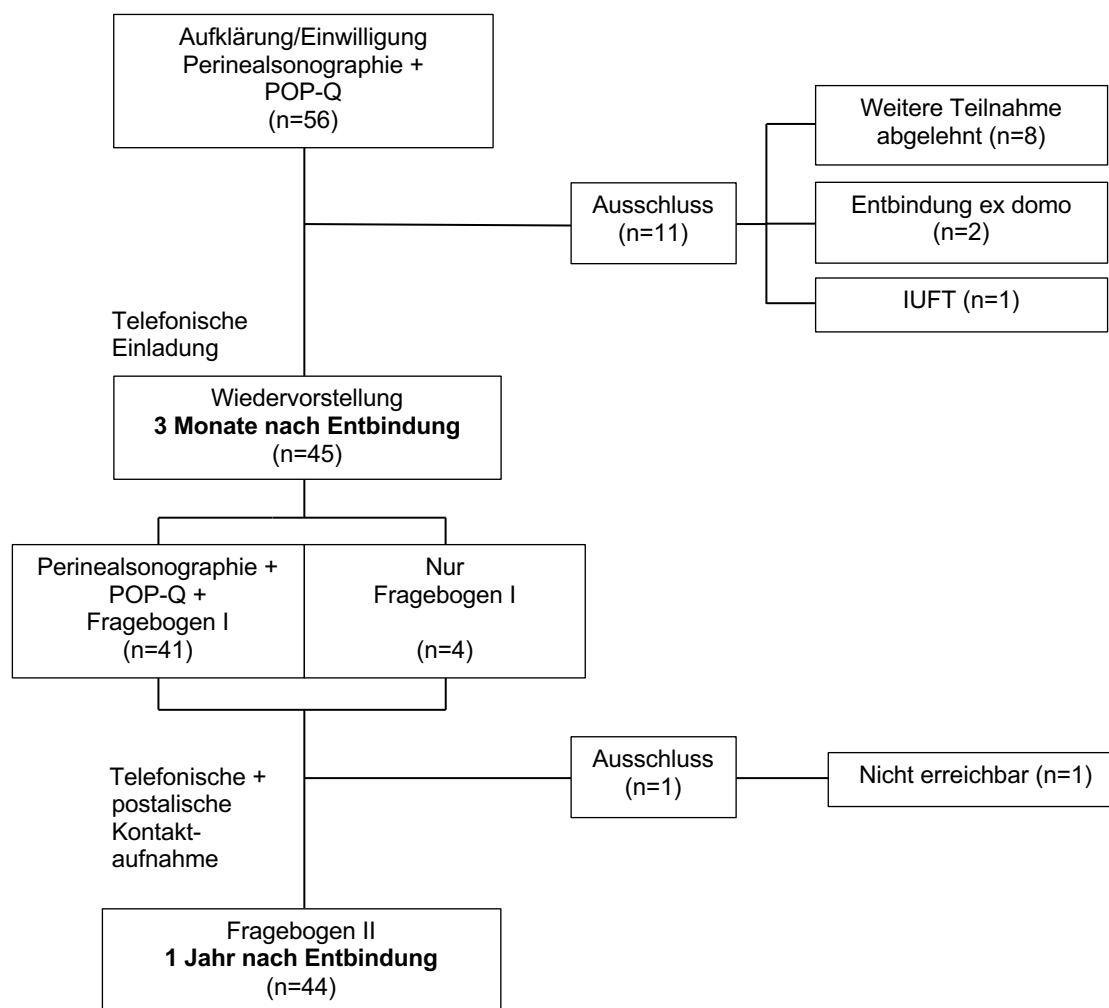 Aufklärung/Einwilligung
Perinealsonographie +
POP-Q
(n=56)
Weitere Teilnahme
abgelehnt (n=8)
Ausschluss
(n=11)
Entbindung ex domo
(n=2)
IUFT (n=1)
Telefonische
Einladung
Wiedervorstellung
3 Monate nach Entbindung
(n=45)
Perinealsonographie +
POP-Q +
Fragebogen I
(n=41)
Nur
Fragebogen I
(n=4)
Telefonische +
postalische
Kontakt-
aufnahme
Ausschluss
(n=1)
Nicht erreichbar (n=1)
Fragebogen II
1 Jahr nach Entbindung
(n=44)